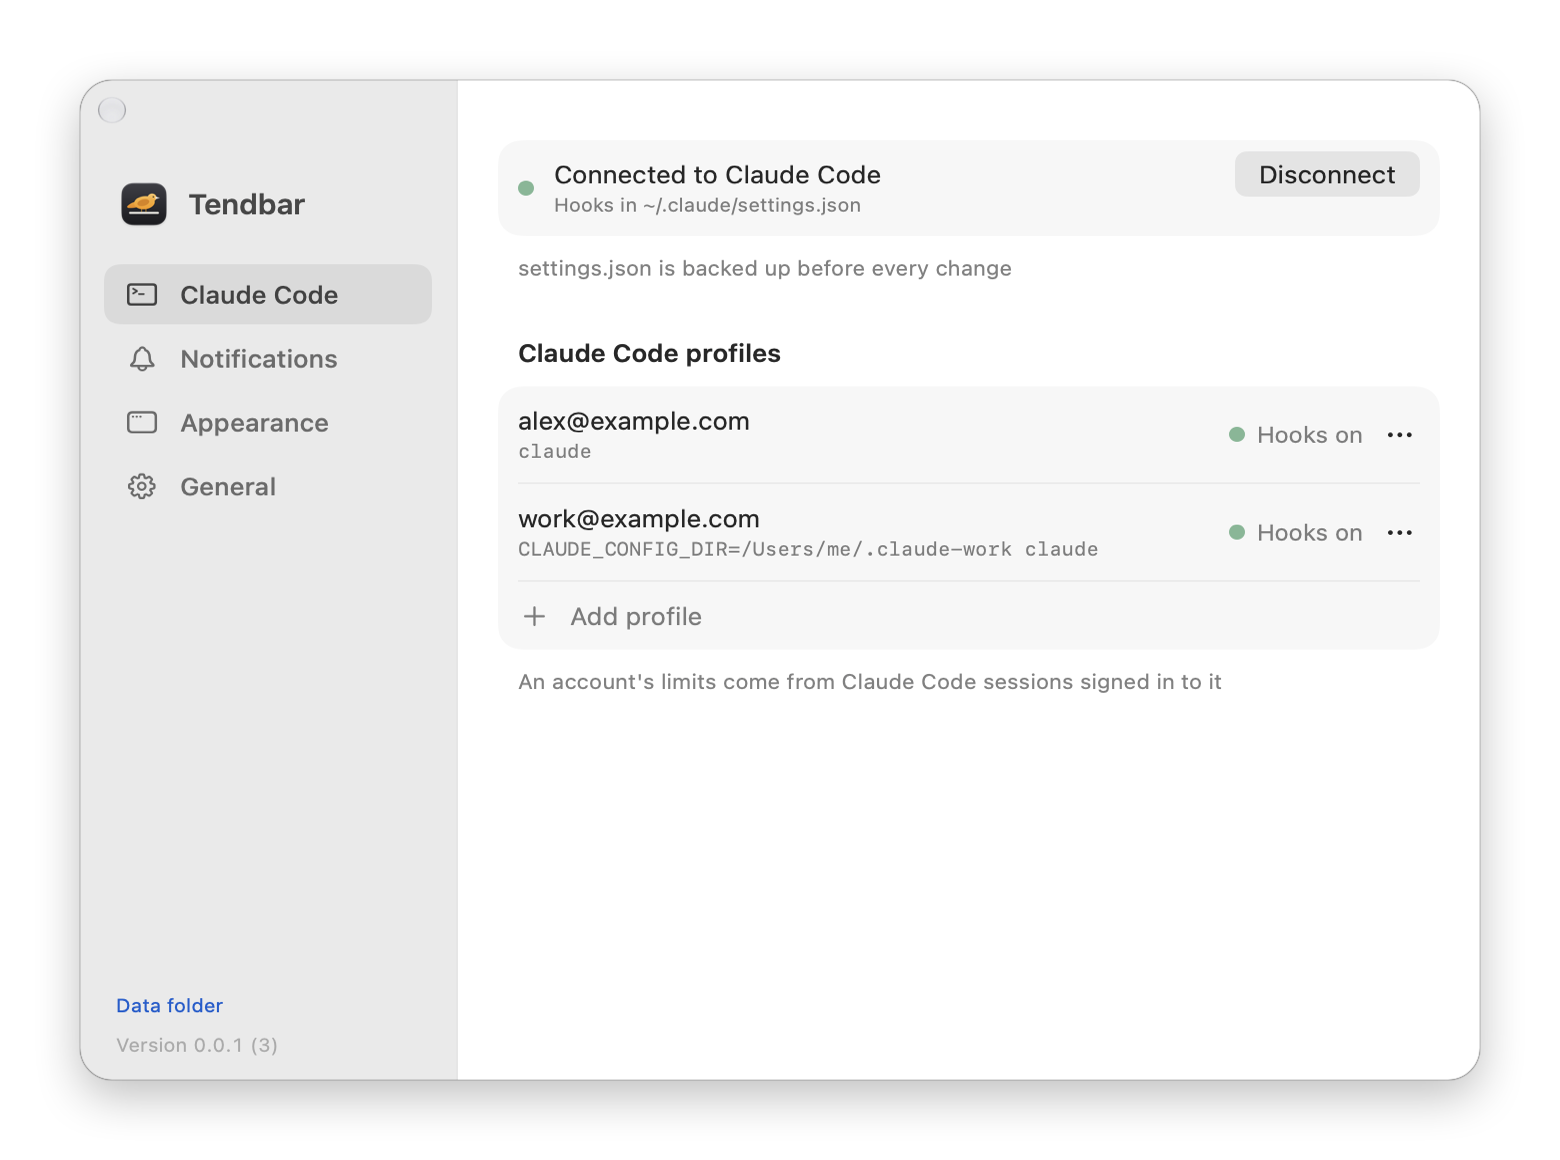 Tendbar
Claude Code
Notifications
Appearance
General
Data folder
Version 0.0.1 (3)
Connected to Claude Code
Hooks in ~/.claude/settings.json
Disconnect
settings.json is backed up before every change
Claude Code profiles
alex@example.com
claude
Hooks on
work@example.com
CLAUDE_CONFIG_DIR=/Users/me/.claude-work claude
Hooks on
Add profile
An account's limits come from Claude Code sessions signed in to it